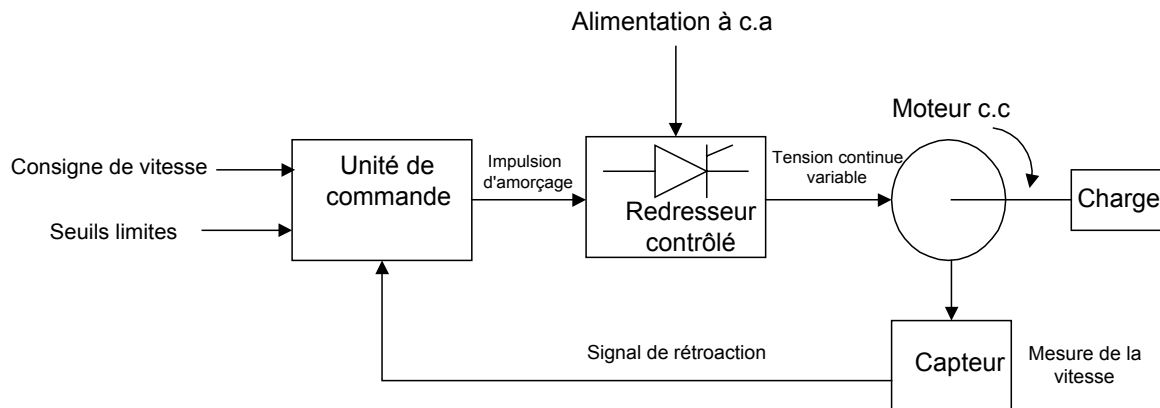 Alimentation à c.a
Moteur c.c
Consigne de vitesse
Seuils limites
Unité de
commande
Impulsion
d'amorçage
Redresseur
contrôlé
Tension continue
variable
Charge
Signal de rétroaction
Capteur
Mesure de la
vitesse